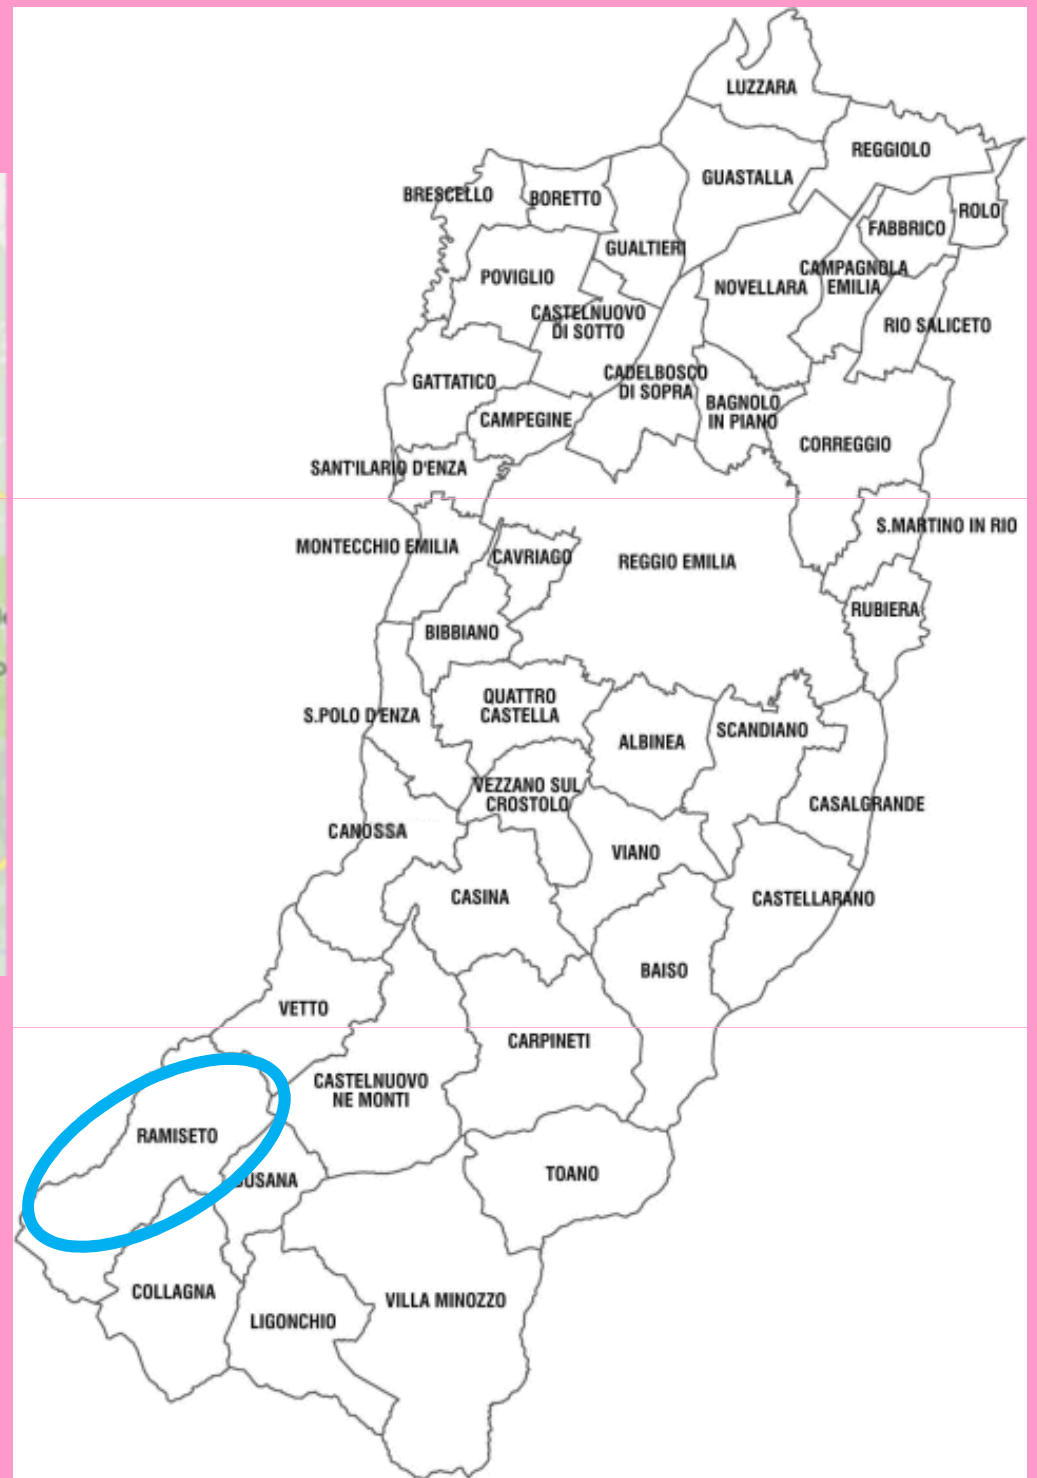 LUZZARA
REGGIOLO
GUASTALLA
BRESCELLO
BORETTO
ROLO
FABBRICO
GUALTIERI
POVIGLIO
CAMPAGNOLA
EMILIA
NOVELLARA
CASTELNUOVO
DI SOTTO
RIO SALICETO
GATTATICO
CADELBOSCO
DI SOPRA
BAGNOLO
IN PIANO
CAMPEGINE
CORREGGIO
SANT'ILARIO D'ENZA
S.MARTINO IN RIO
MONTECCHIO EMILIA
CAVRIAGO
REGGIO EMILIA
RUBIERA
BIBBIANO
QUATTRO
CASTELLA
S.POLO D'ENZA
SCANDIANO
ALBINEA
VEZZANO SUL
CROSTOLO
CASALGRANDE
CANOSSA
VIANO
CASINA
CASTELLARANO
BAISO
VETTO
CARPINETI
CASTELNUOVO
NE MONTI
RAMISETO
BUSANA
TOANO
COLLAGNA
VILLA MINOZZO
LIGONCHIO